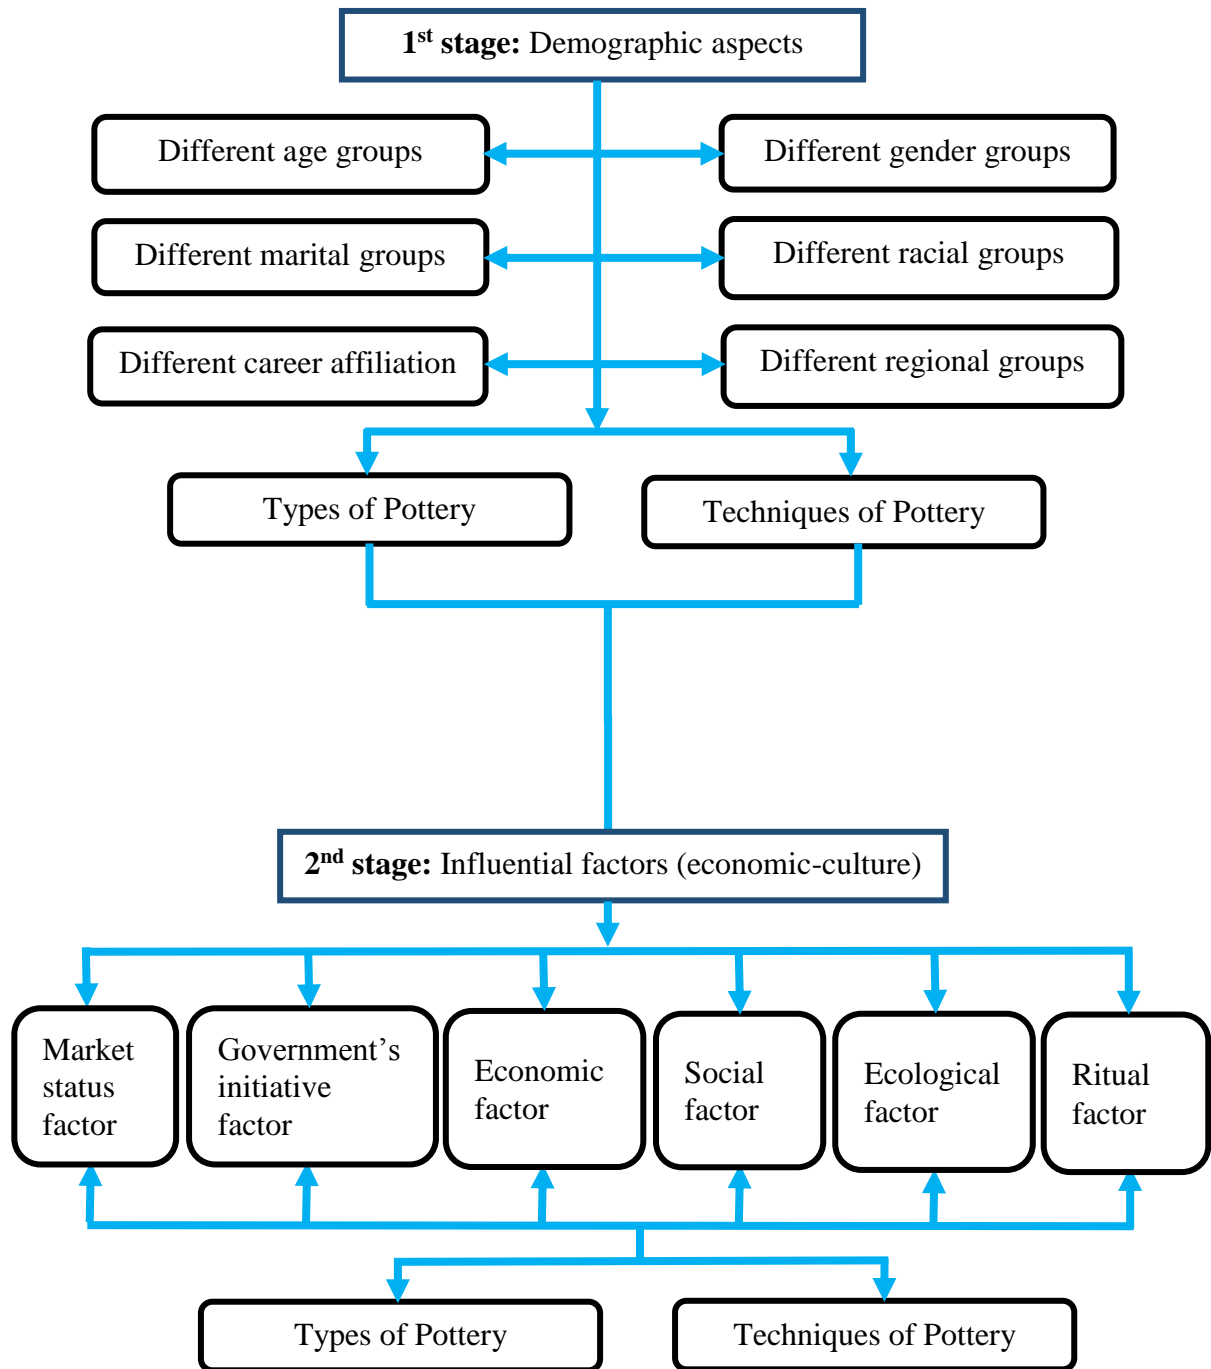 1st stage: Demographic aspects
Different age groups
Different gender groups
Different marital groups
Different racial groups
Different career affiliation
Different regional groups
Types of Pottery
Techniques of Pottery
2nd stage: Influential factors (economic-culture)
Market
status
factor
Government’s
initiative
factor
Economic
factor
Social
factor
Ecological
factor
Ritual
factor
Types of Pottery
Techniques of Pottery